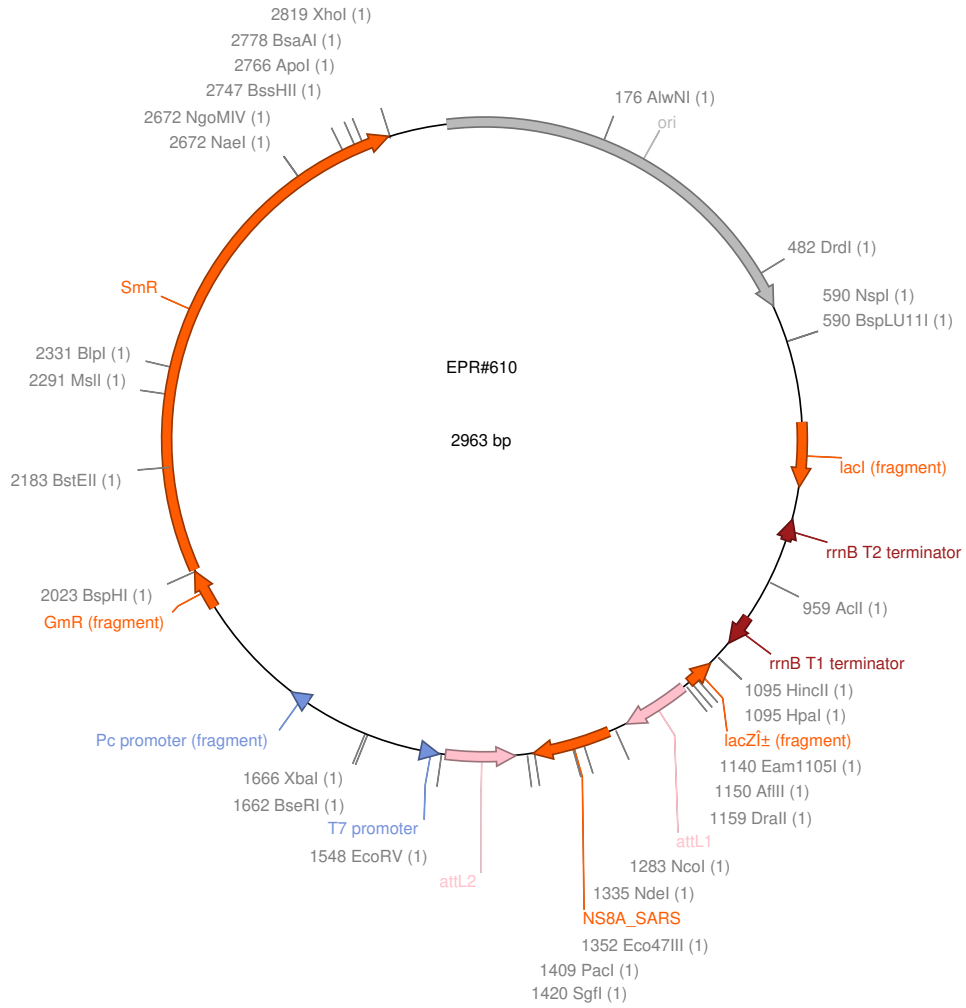 2819 XhoI (1)
2778 BsaAI (1)
2766 ApoI (1)
2747 BssHII (1)
2672 NgoMIV (1)
2672 NaeI (1)
176 AlwNI (1)
ori
482 DrdI (1)
590 NspI (1)
590 BspLU11I (1)
SmR
2331 BlpI (1)
2291 MslI (1)
EPR#610
2963 bp
2183 BstEII (1)
lacI (fragment)
rrnB T2 terminator
2023 BspHI (1)
GmR (fragment)
959 AclI (1)
rrnB T1 terminator
1095 HincII (1)
1095 HpaI (1)
Pc promoter (fragment)
lacZÎ± (fragment)
1140 Eam1105I (1)
1666 XbaI (1)
1150 AflIII (1)
1662 BseRI (1)
1159 DraII (1)
T7 promoter
attL1
1548 EcoRV (1)
1283 NcoI (1)
attL2
1335 NdeI (1)
NS8A_SARS
1352 Eco47III (1)
1409 PacI (1)
1420 SgfI (1)